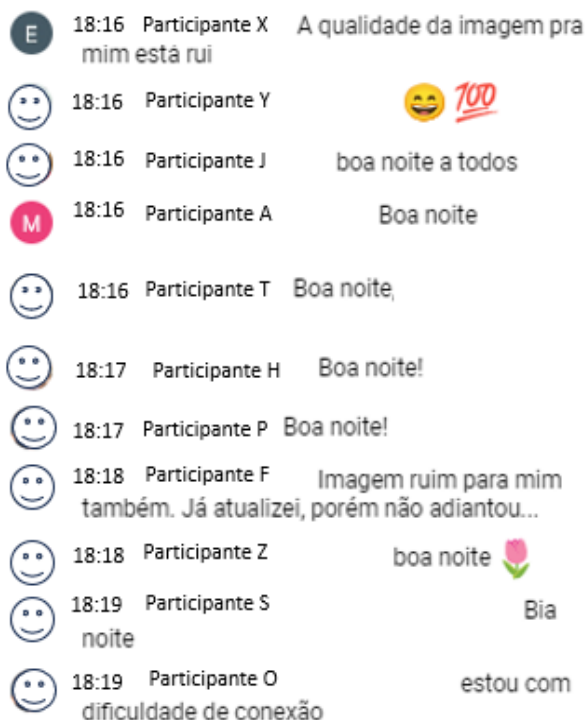 E 18:16 Participante X A qualidade da imagem pra
mim está rui
18:16 Participante Y 😄 💯
18:16 Participante J boa noite a todos
M 18:16 Participante A Boa noite
18:16 Participante T Boa noite,
18:17 Participante H Boa noite!
18:17 Participante P Boa noite!
18:18 Participante F Imagem ruim para mim
também. Já atualizei, porém não adiantou...
18:18 Participante Z boa noite 🌷
18:19 Participante S Bia
noite
18:19 Participante O estou com
dificuldade de conexão